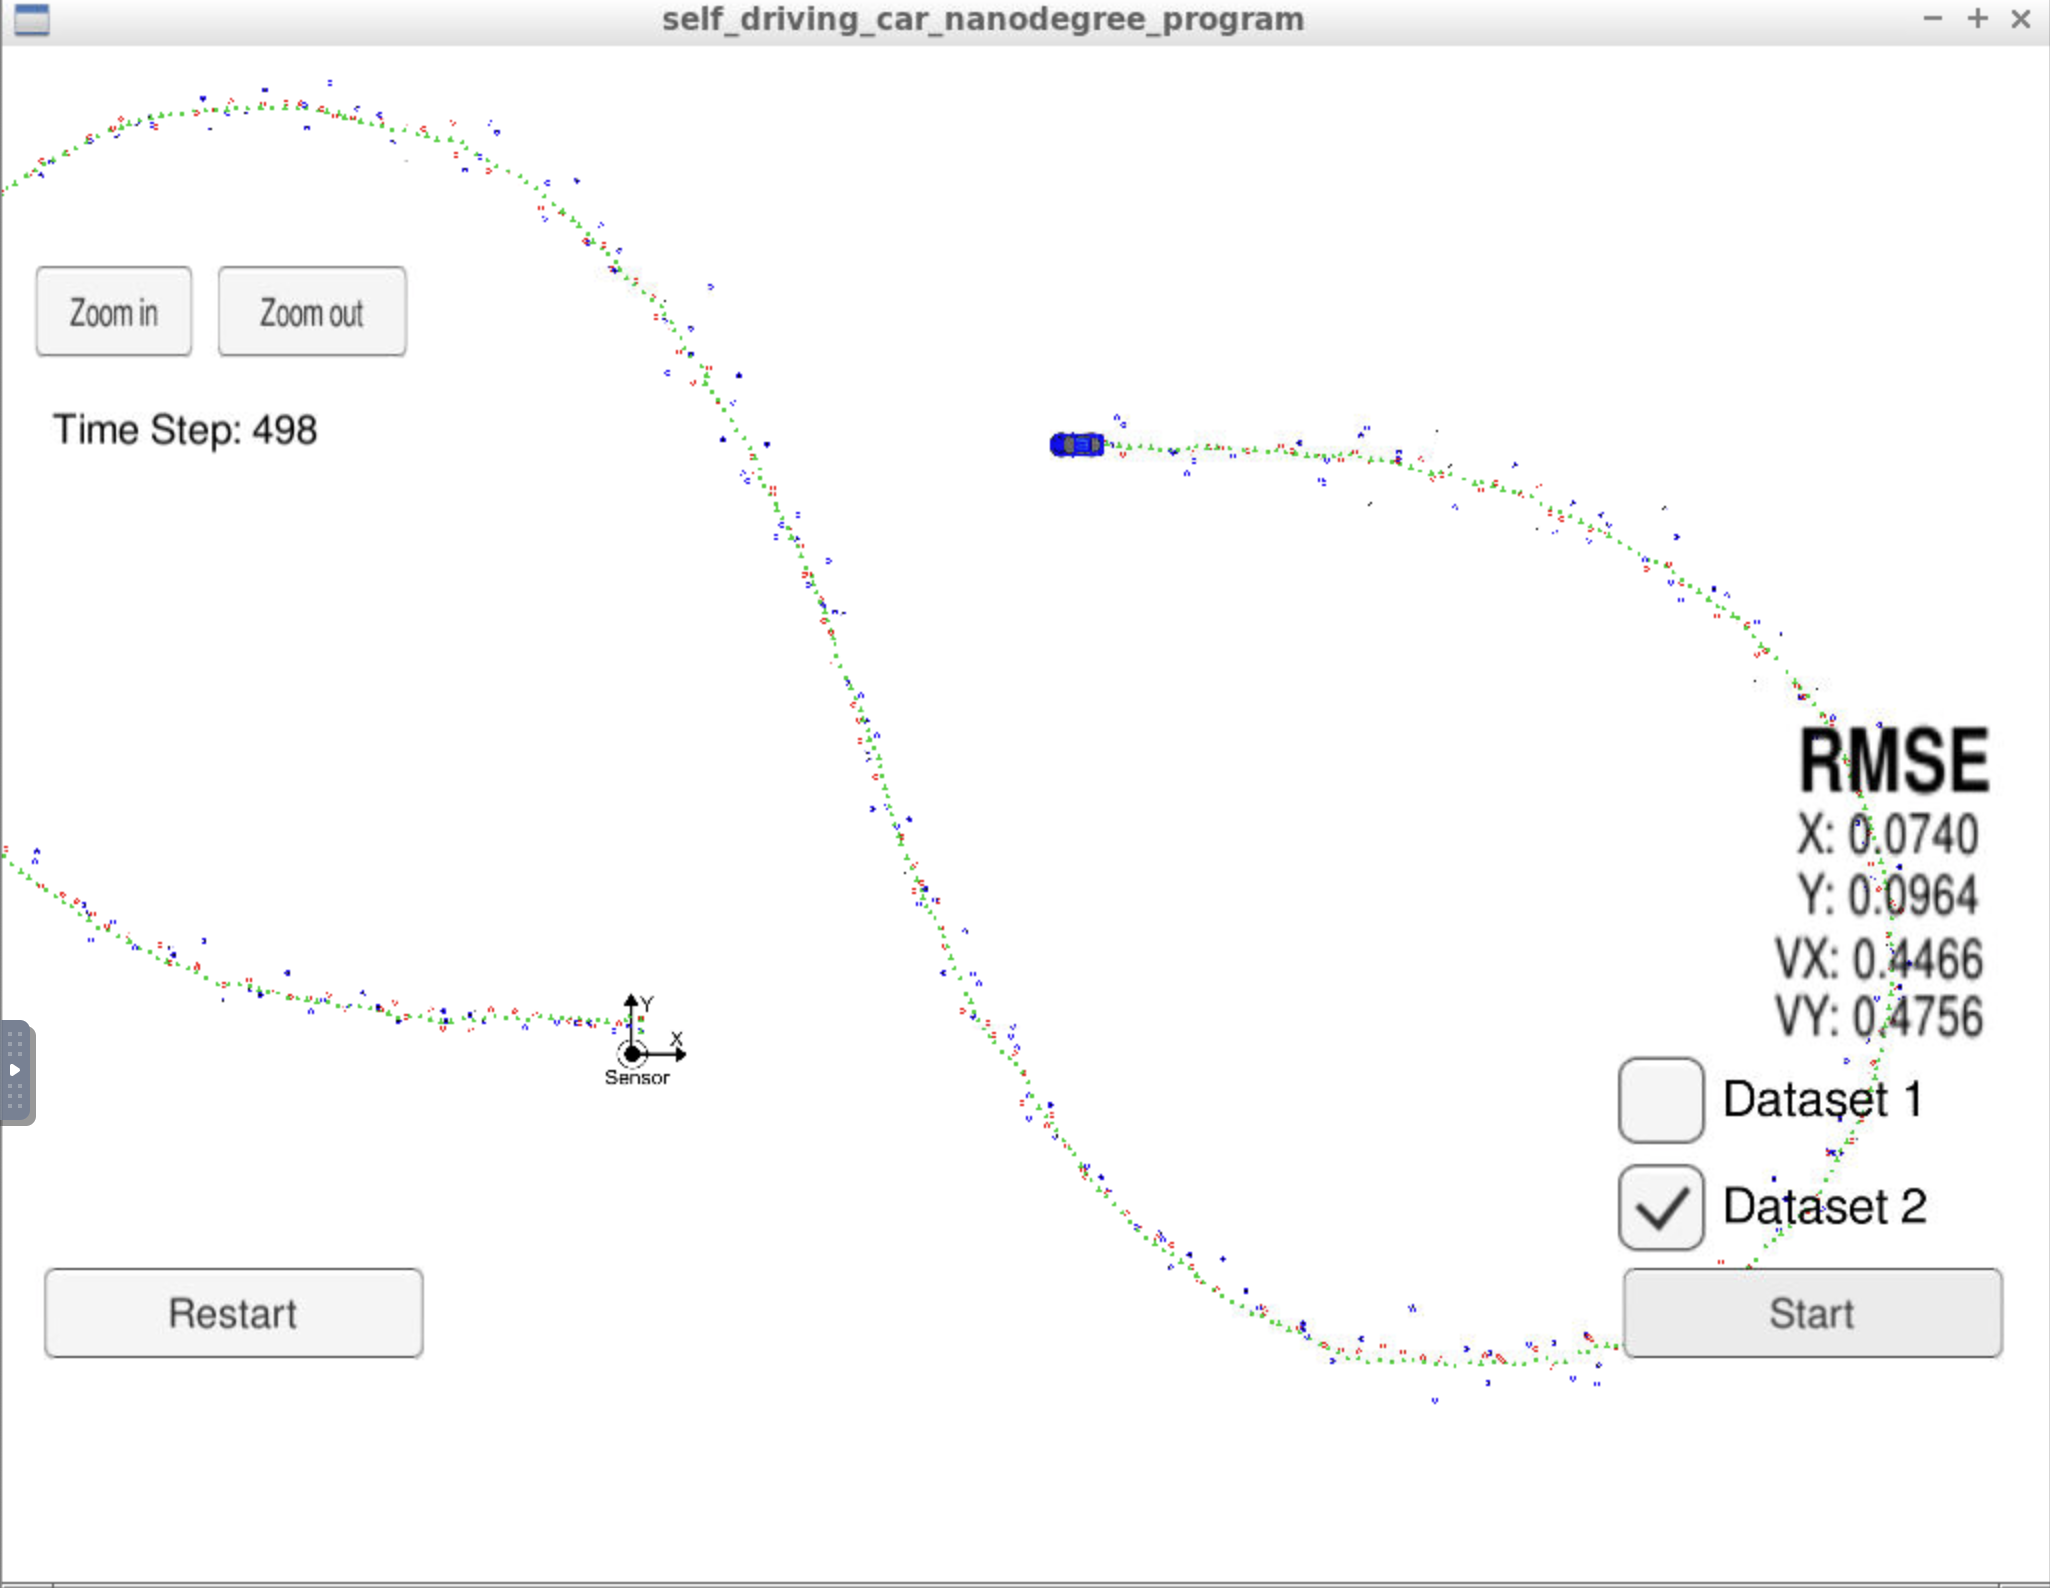 self_driving_car_nanodegree_program
Zoom in
Zoom out
Time Step: 498
RMSE
X: 0.0740
Y: 0.0964
VX: 0.4466
VY: 0.4756
Y
X
Sensor
Dataset 1
Dataset 2
Restart
Start